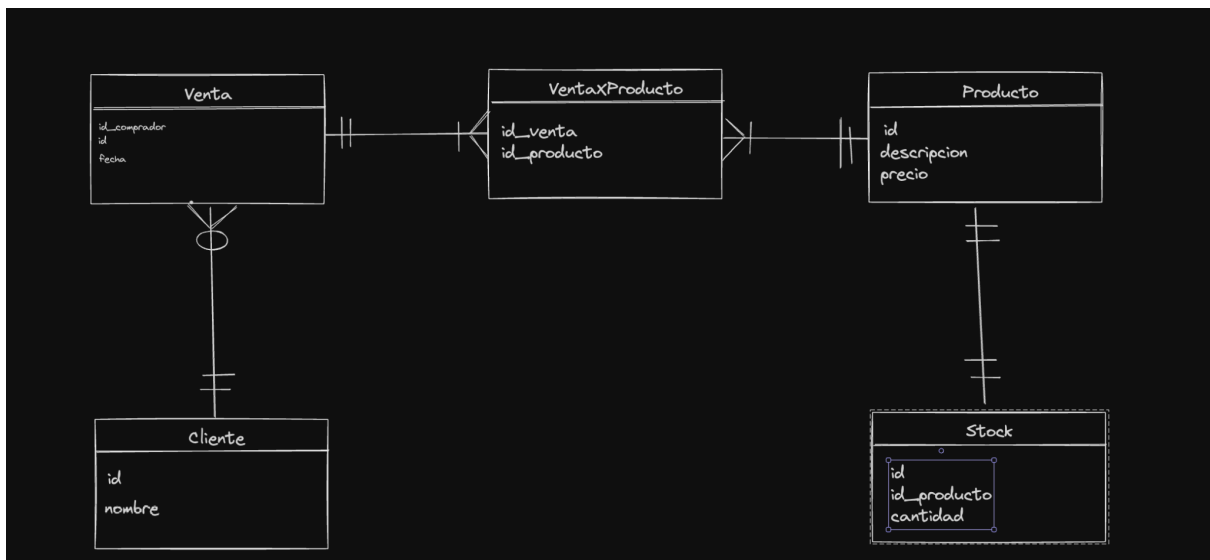 Venta
id_comprador
id
fecha
VentaXProducto
id_venta
id_producto
Producto
id
descripcion
precio
Cliente
id
nombre
Stock
id
id_producto
cantidad